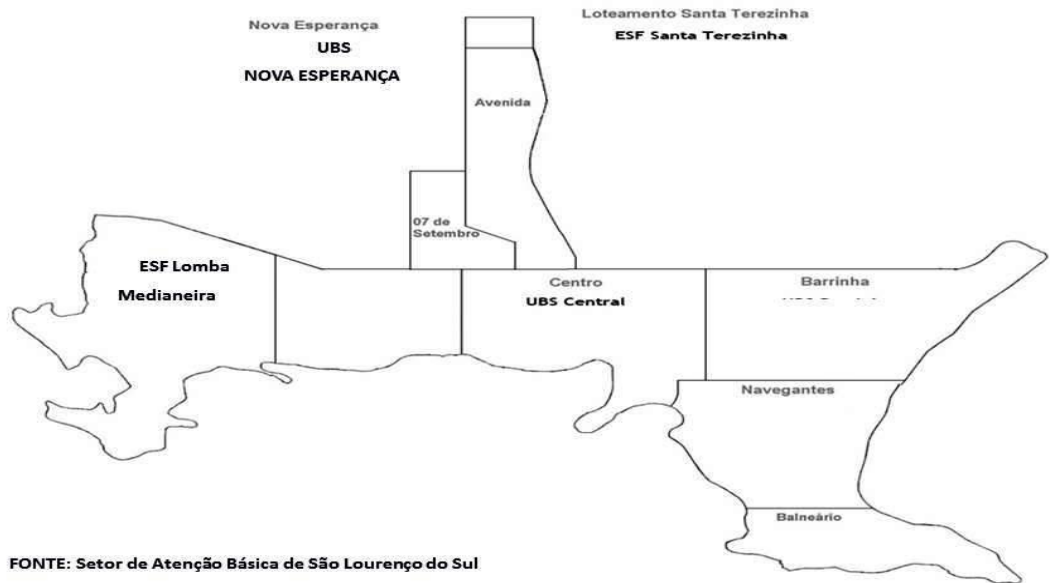 Nova Esperança
UBS
NOVA ESPERANÇA
Loteamento Santa Terezinha
ESF Santa Terezinha
Avenida
07 de
Setembro
ESF Lomba
Medianeira
Centro
UBS Central
Barrinha
Navegantes
Balneário
FONTE: Setor de Atenção Básica de São Lourenço do Sul